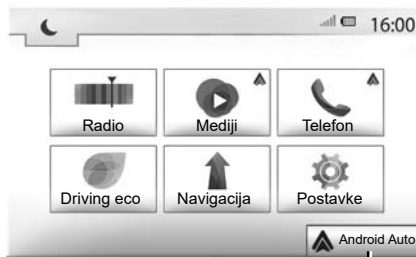 16:00
Radio
Mediji
Telefon
Driving eco
Navigacija
Postavke
Android Auto